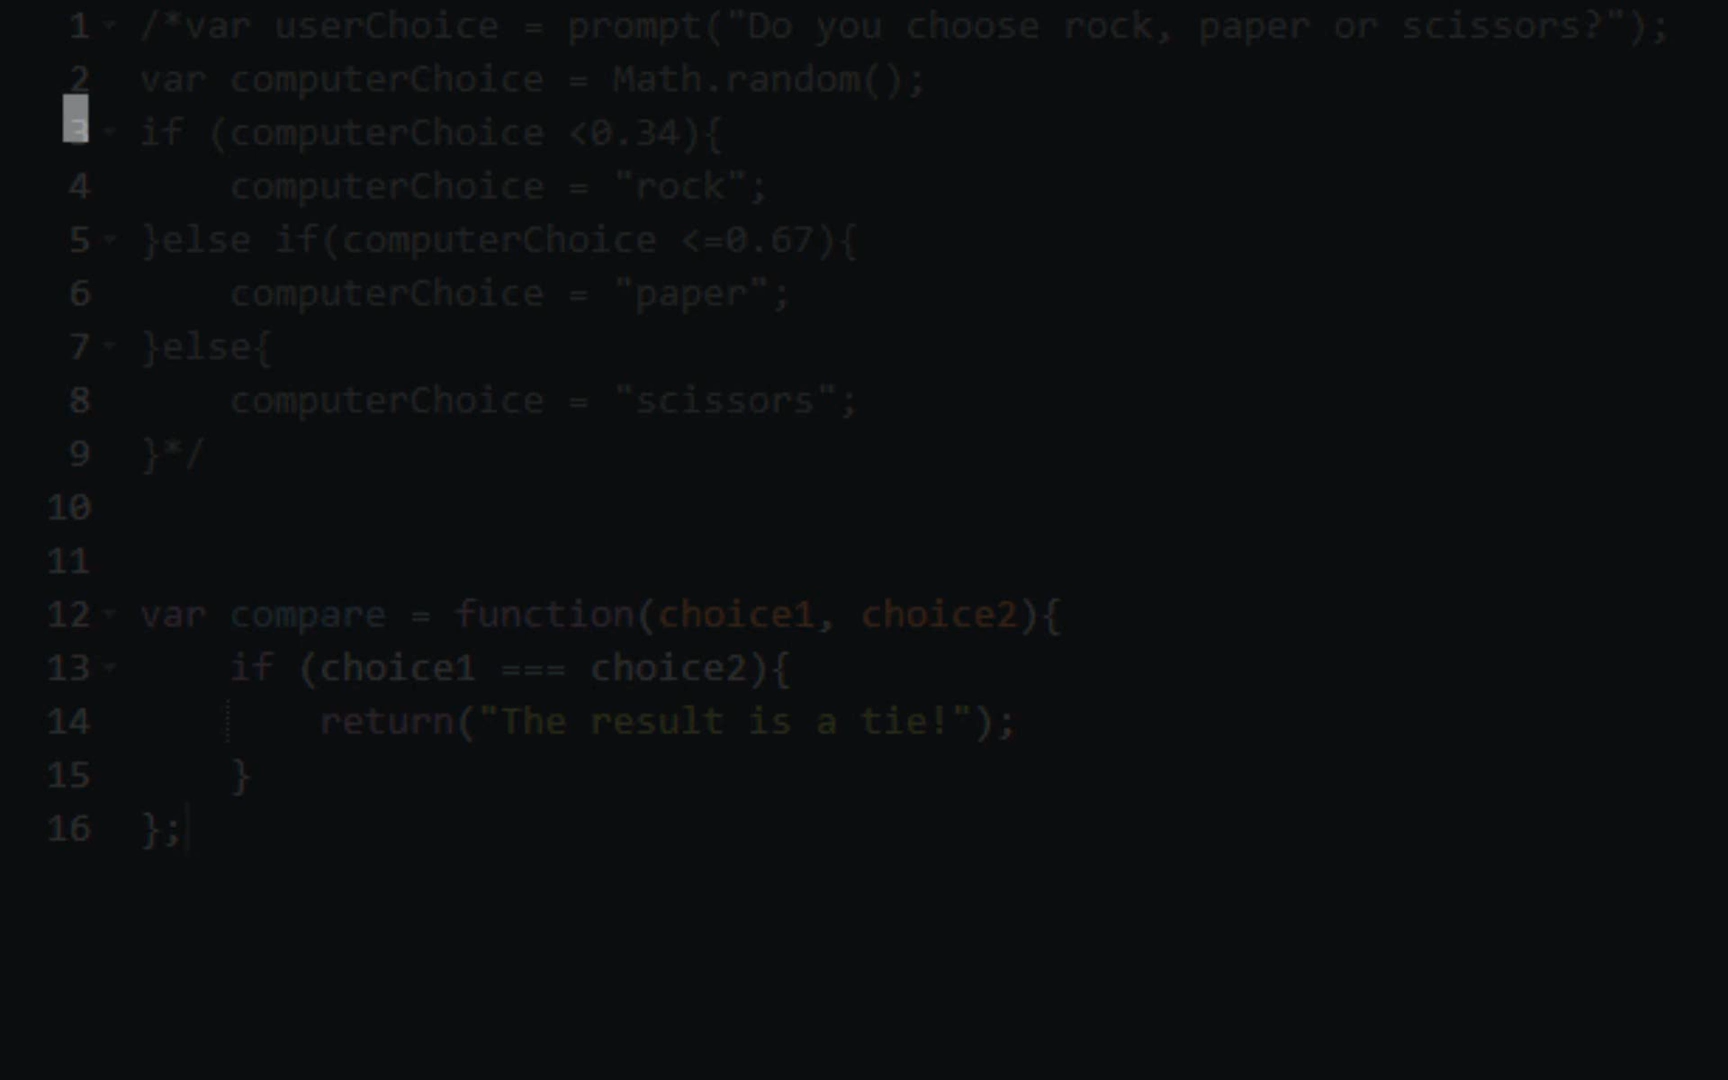 1 /*var userChoice = prompt("Do you choose rock, paper or scissors?");
2 var computerChoice = Math.random();
3 if (computerChoice <0.34){
4     computerChoice = "rock";
5 }else if(computerChoice <=0.67){
6     computerChoice = "paper";
7 }else{
8     computerChoice = "scissors";
9 }*/
10
11
12 var compare = function(choice1, choice2){
13     if (choice1 === choice2){
14         return("The result is a tie!");
15     }
16 };